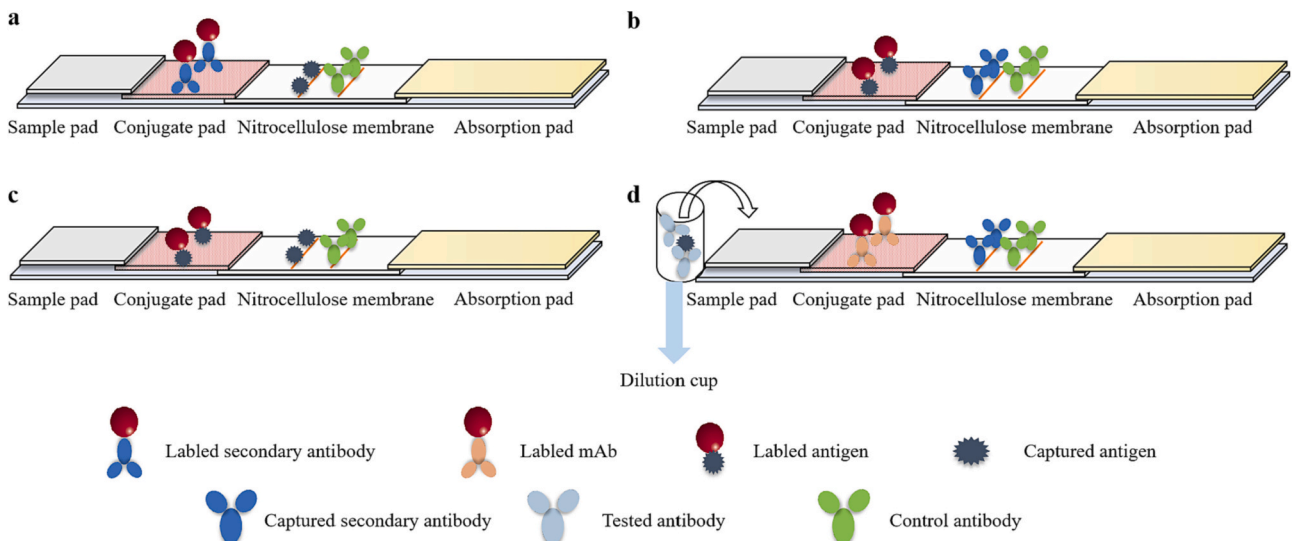 a
b
Sample pad Conjugate pad Nitrocellulose membrane Absorption pad
Sample pad Conjugate pad Nitrocellulose membrane Absorption pad
c
d
Sample pad Conjugate pad Nitrocellulose membrane Absorption pad
Sample pad Conjugate pad Nitrocellulose membrane Absorption pad
Dilution cup
Labled secondary antibody
Labled mAb
Labled antigen
Captured antigen
Captured secondary antibody
Tested antibody
Control antibody